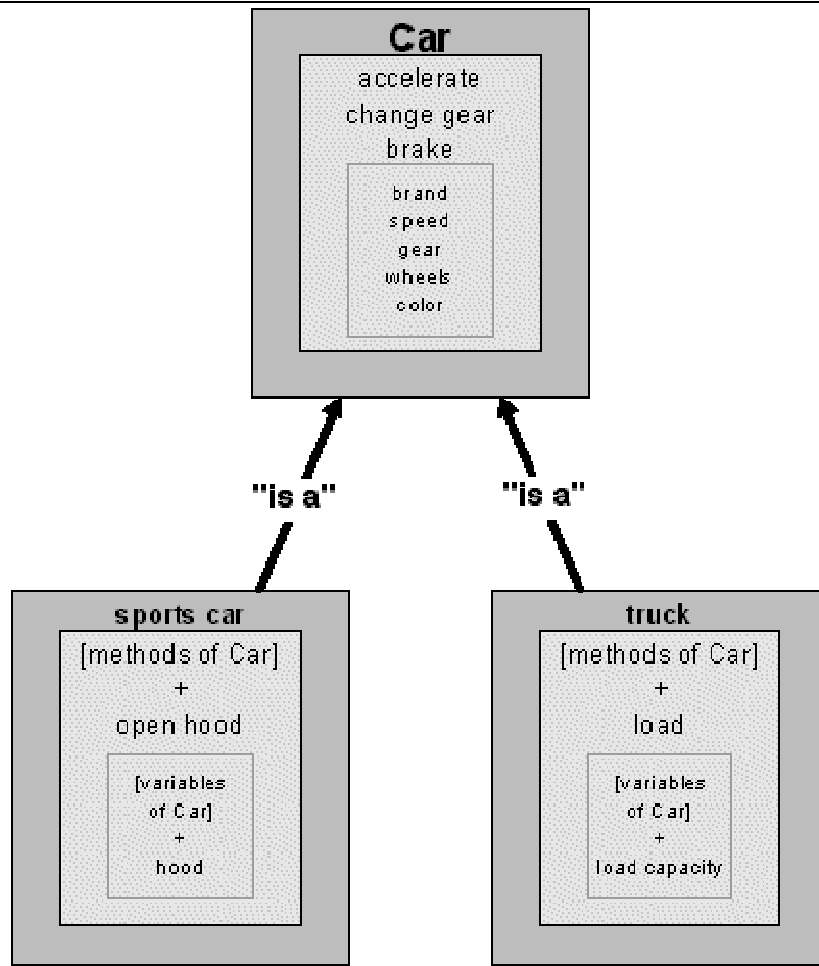 Car
accelerate
change gear
brake
brand
speed
gear
wheels
color
"is a"
"is a"
sports car
[methods of Car]
+
open hood
[variables
of Car]
+
hood
truck
[methods of Car]
+
load
[variables
of Car]
+
load capacity